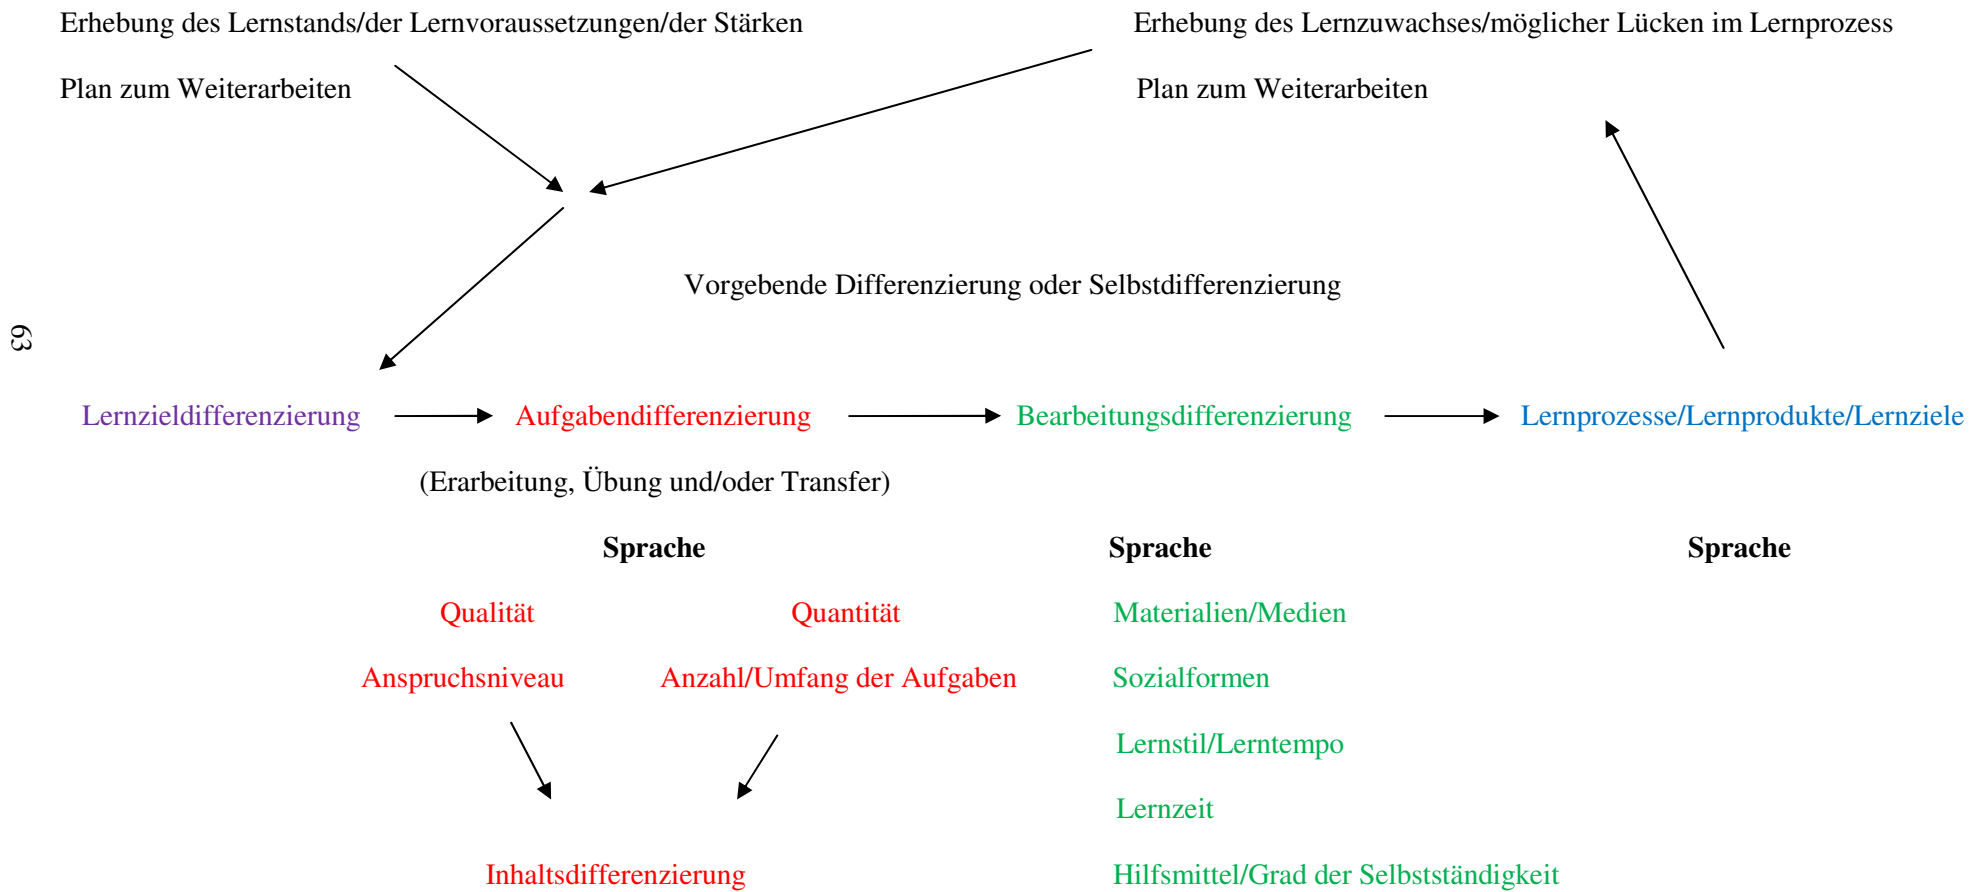 Erhebung des Lernstands/der Lernvoraussetzungen/der Stärken
Erhebung des Lernzuwachses/möglicher Lücken im Lernprozess
Plan zum Weiterarbeiten
Plan zum Weiterarbeiten
Vorgebende Differenzierung oder Selbstdifferenzierung
63
Lernzieldifferenzierung
Aufgabendifferenzierung
Bearbeitungsdifferenzierung
Lernprozesse/Lernprodukte/Lernziele
(Erarbeitung, Übung und/oder Transfer)
Sprache
Sprache
Sprache
Qualität
Quantität
Materialien/Medien
Anspruchsniveau
Anzahl/Umfang der Aufgaben
Sozialformen
Lernstil/Lerntempo
Lernzeit
Inhaltsdifferenzierung
Hilfsmittel/Grad der Selbstständigkeit